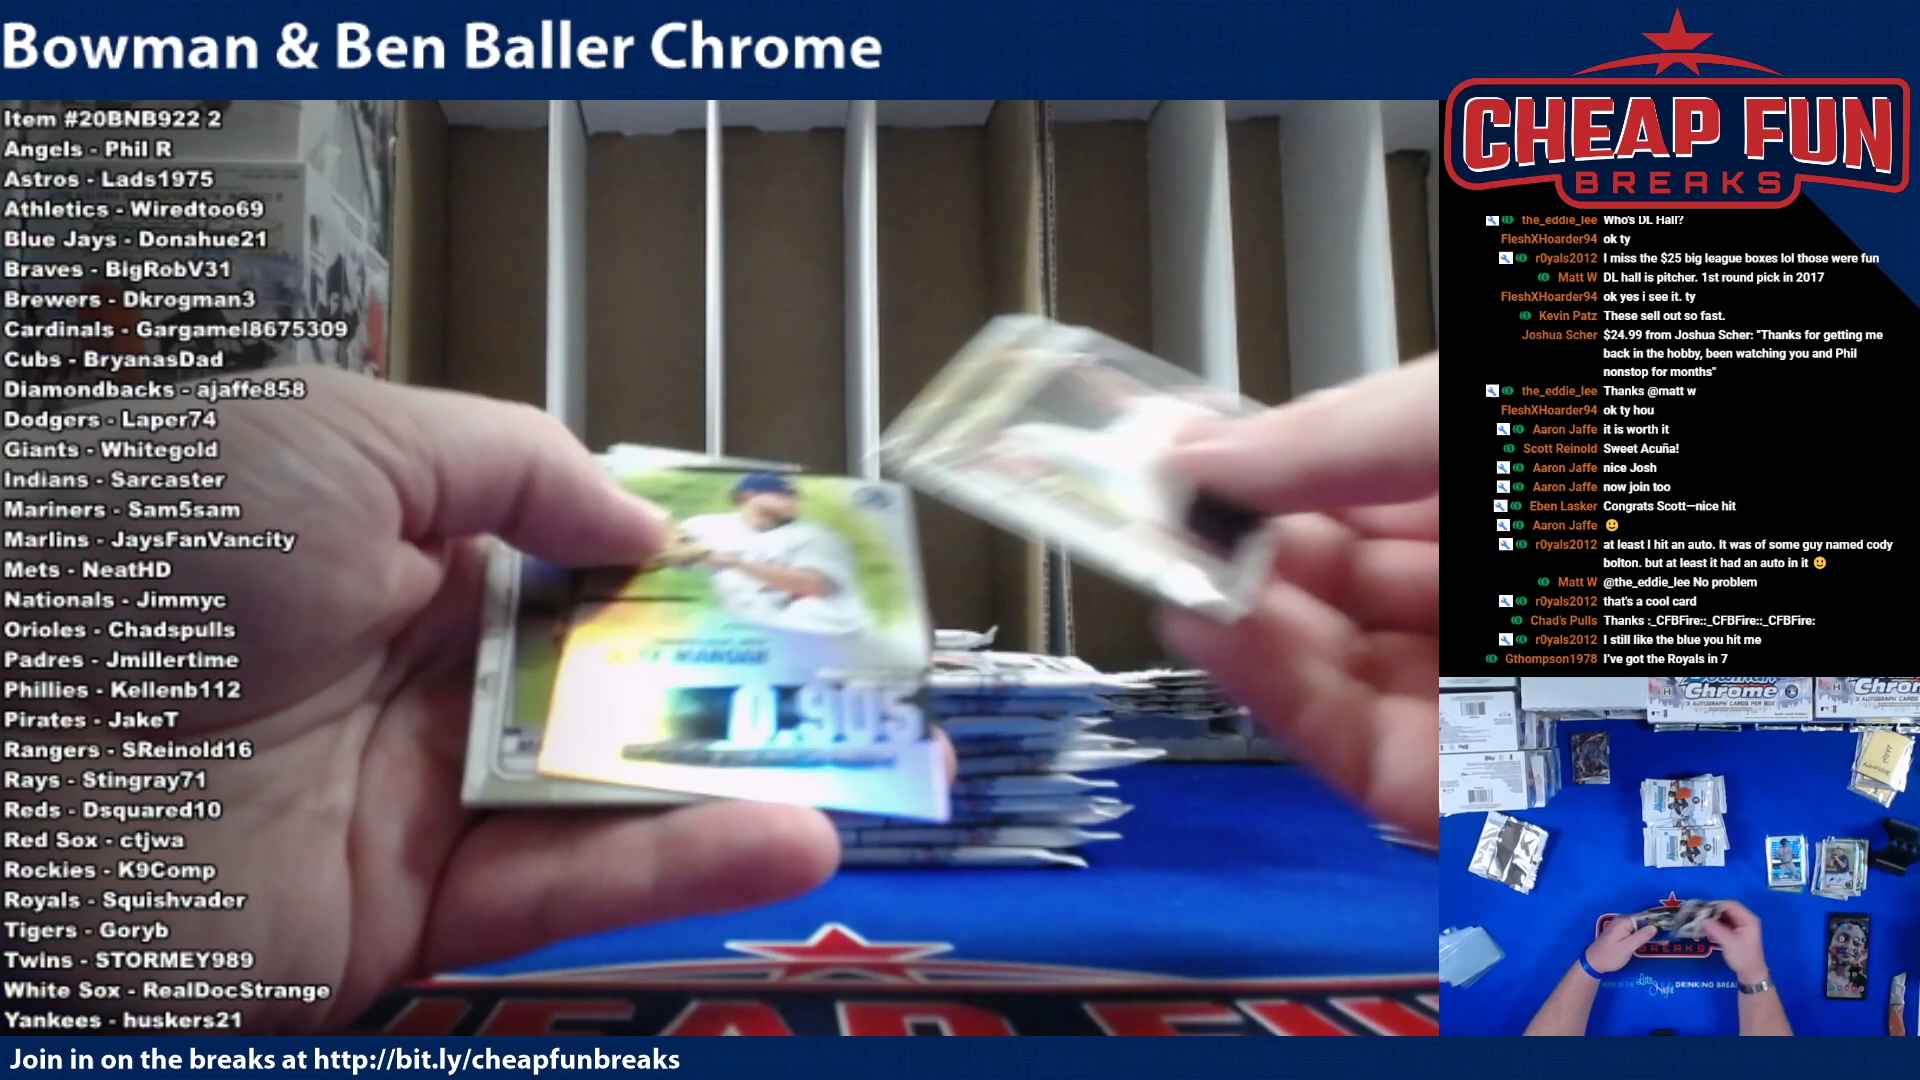 Bowman & Ben Baller Chrome
Item #20BNB922 2
Angels - Phil R
Astros - Lads1975
Athletics - Wiredtoo69
Blue Jays - Donahue21
Braves - BigRobV31
Brewers - Dkrogman3
Cardinals - Gargamel8675309
Cubs - BryanasDad
Diamondbacks - ajaffe858
Dodgers - Laper74
Giants - Whitegold
Indians - Sarcaster
Mariners - Sam5sam
Marlins - JaysFanVancity
Mets - NeatHD
Nationals - Jimmyc
Orioles - Chadspulls
Padres - Jmillertime
Phillies - Kellenb112
Pirates - JakeT
Rangers - SReinold16
Rays - Stingray71
Reds - Dsquared10
Red Sox - ctjwa
Rockies - K9Comp
Royals - Squishvader
Tigers - Goryb
Twins - STORMEY989
White Sox - RealDocStrange
Yankees - huskers21
0.905
CHEAP FUN
BREAKS
the_eddie_lee Who's DL Hall?
FleshXHoarder94 ok ty
r0yals2012 I miss the $25 big league boxes lol those were fun
Matt W DL hall is pitcher. 1st round pick in 2017
FleshXHoarder94 ok yes i see it. ty
Kevin Patz These sell out so fast.
Joshua Scher $24.99 from Joshua Scher: "Thanks for getting me
back in the hobby, been watching you and Phil
nonstop for months"
the_eddie_lee Thanks @matt w
FleshXHoarder94 ok ty hou
Aaron Jaffe it is worth it
Scott Reinold Sweet Acuña!
Aaron Jaffe nice Josh
Aaron Jaffe now join too
Eben Lasker Congrats Scott—nice hit
Aaron Jaffe 🙂
r0yals2012 at least I hit an auto. It was of some guy named cody
bolton. but at least it had an auto in it 🙂
Matt W @the_eddie_lee No problem
r0yals2012 that's a cool card
Chad's Pulls Thanks :_CFBFire::_CFBFire::_CFBFire:
r0yals2012 I still like the blue you hit me
Gthompson1978 I've got the Royals in 7
Chrome
3 AUTOGRAPH CARDS PER BOX
BREAKS
Late
Night DRINKING BREA
Join in on the breaks at http://bit.ly/cheapfunbreaks